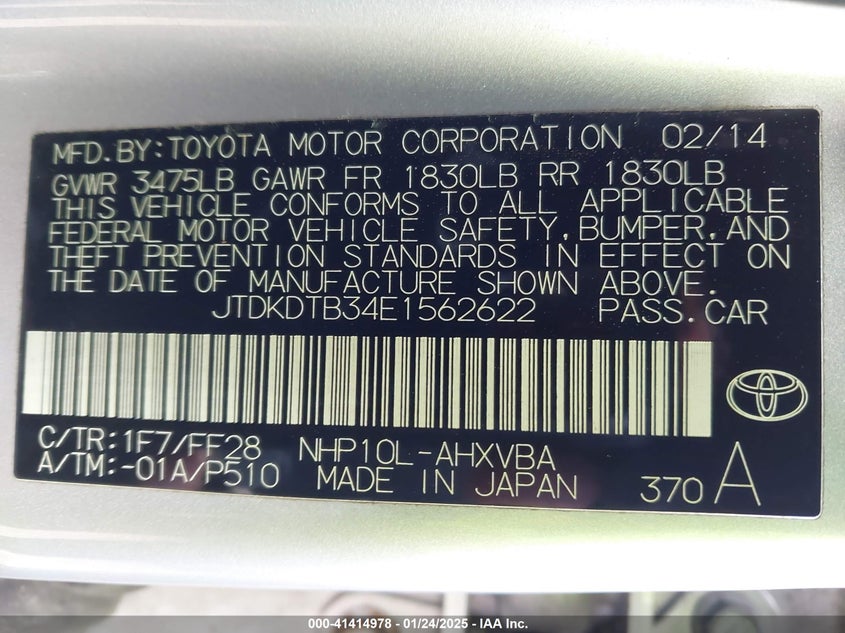 MFD.BY:TOYOTA MOTOR CORPORATION 02/14
GVWR 3475LB GAWR FR 1830LB RR 1830LB
THIS VEHICLE CONFORMS TO ALL APPLICABLE
FEDERAL MOTOR VEHICLE SAFETY,BUMPER,AND
THEFT PREVENTION STANDARDS IN EFFECT ON
THE DATE OF MANUFACTURE SHOWN ABOVE.
JTDKDTB34E1562622 PASS.CAR
C/TR:1F7/FF28 NHP10L-AHXVBA
A/TM:-01A/P510 MADE IN JAPAN 370 A
000-41414978 - 01/24/2025 - IAA Inc.